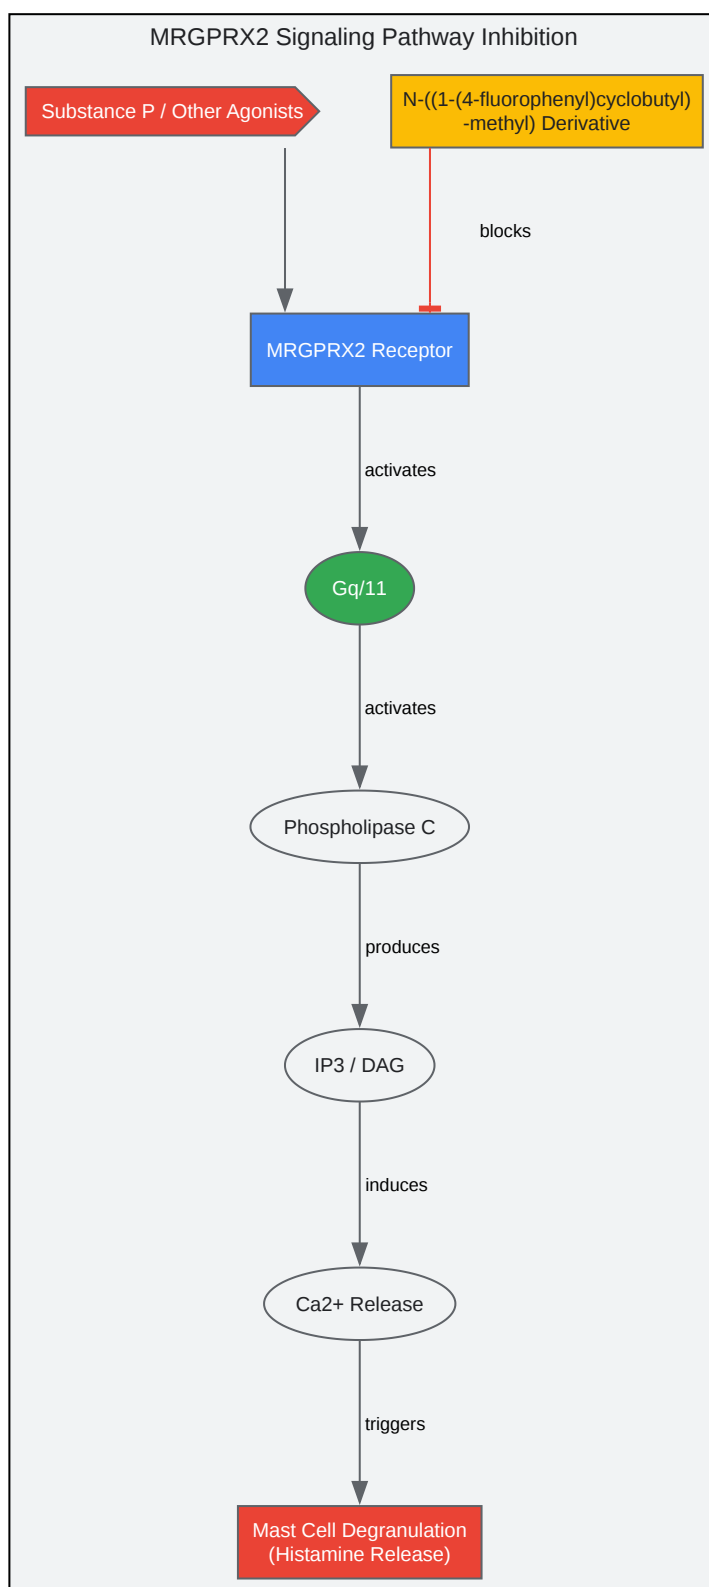 MRGPRX2 Signaling Pathway Inhibition
Substance P / Other Agonists
N-((1-(4-fluorophenyl)cyclobutyl)
-methyl) Derivative
blocks
MRGPRX2 Receptor
activates
Gq/11
activates
Phospholipase C
produces
IP3 / DAG
induces
Ca2+ Release
triggers
Mast Cell Degranulation
(Histamine Release)